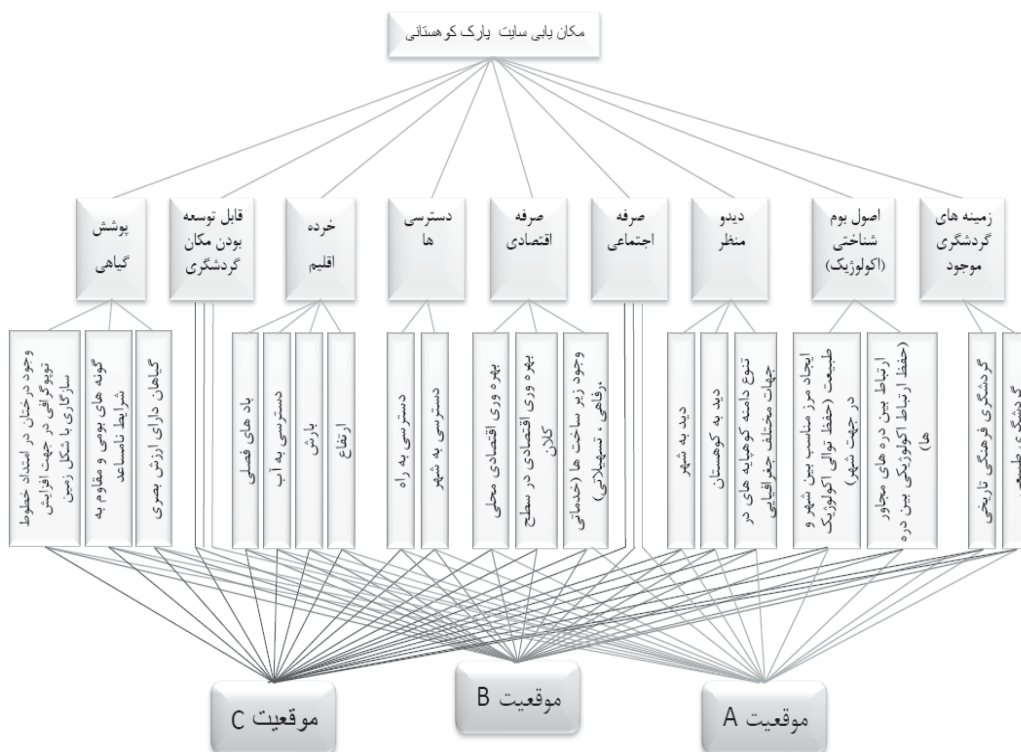 مکان یابی سایت پارک کوهستانی
زمینه های
گردشگری
موجود
اصول بوم
شناختی
(اکولوژیک)
دیدو
منظر
صرفه
اجتماعی
صرفه
اقتصادی
دسترسی
ها
خرده
اقلیم
قابل توسعه
بودن مکان
گردشگری
پوشش
گیاهی
گردشگری طبیعی
گردشگری فرهنگی تاریخی
ارتباط بین دره های مجاور
(حفظ ارتباط اکولوژیکی بین دره
ها)
ایجاد مرز مناسب بین شهر و
طبیعت (حفظ توالی اکولوژیک
در جهت شهر)
تنوع دامنه کوهپایه های در
جهات مختلف جغرافیایی
دید به کوهستان
دید به شهر
وجود زیر ساخت ها (خدماتی
،رفاهی ، تسهیلاتی)
بهره وری اقتصادی در سطح
کلان
بهره وری اقتصادی محلی
دسترسی به شهر
دسترسی به راه
ارتفاع
بارش
دسترسی به آب
باد های فصلی
گیاهان دارای ارزش بصری
گونه های بومی و مقاوم به
شرایط نامساعد
وجود درختان در امتداد خطوط
توپوگرافی در جهت افزایش
سازگاری با شکل زمین
موقعیت A
موقعیت B
موقعیت C